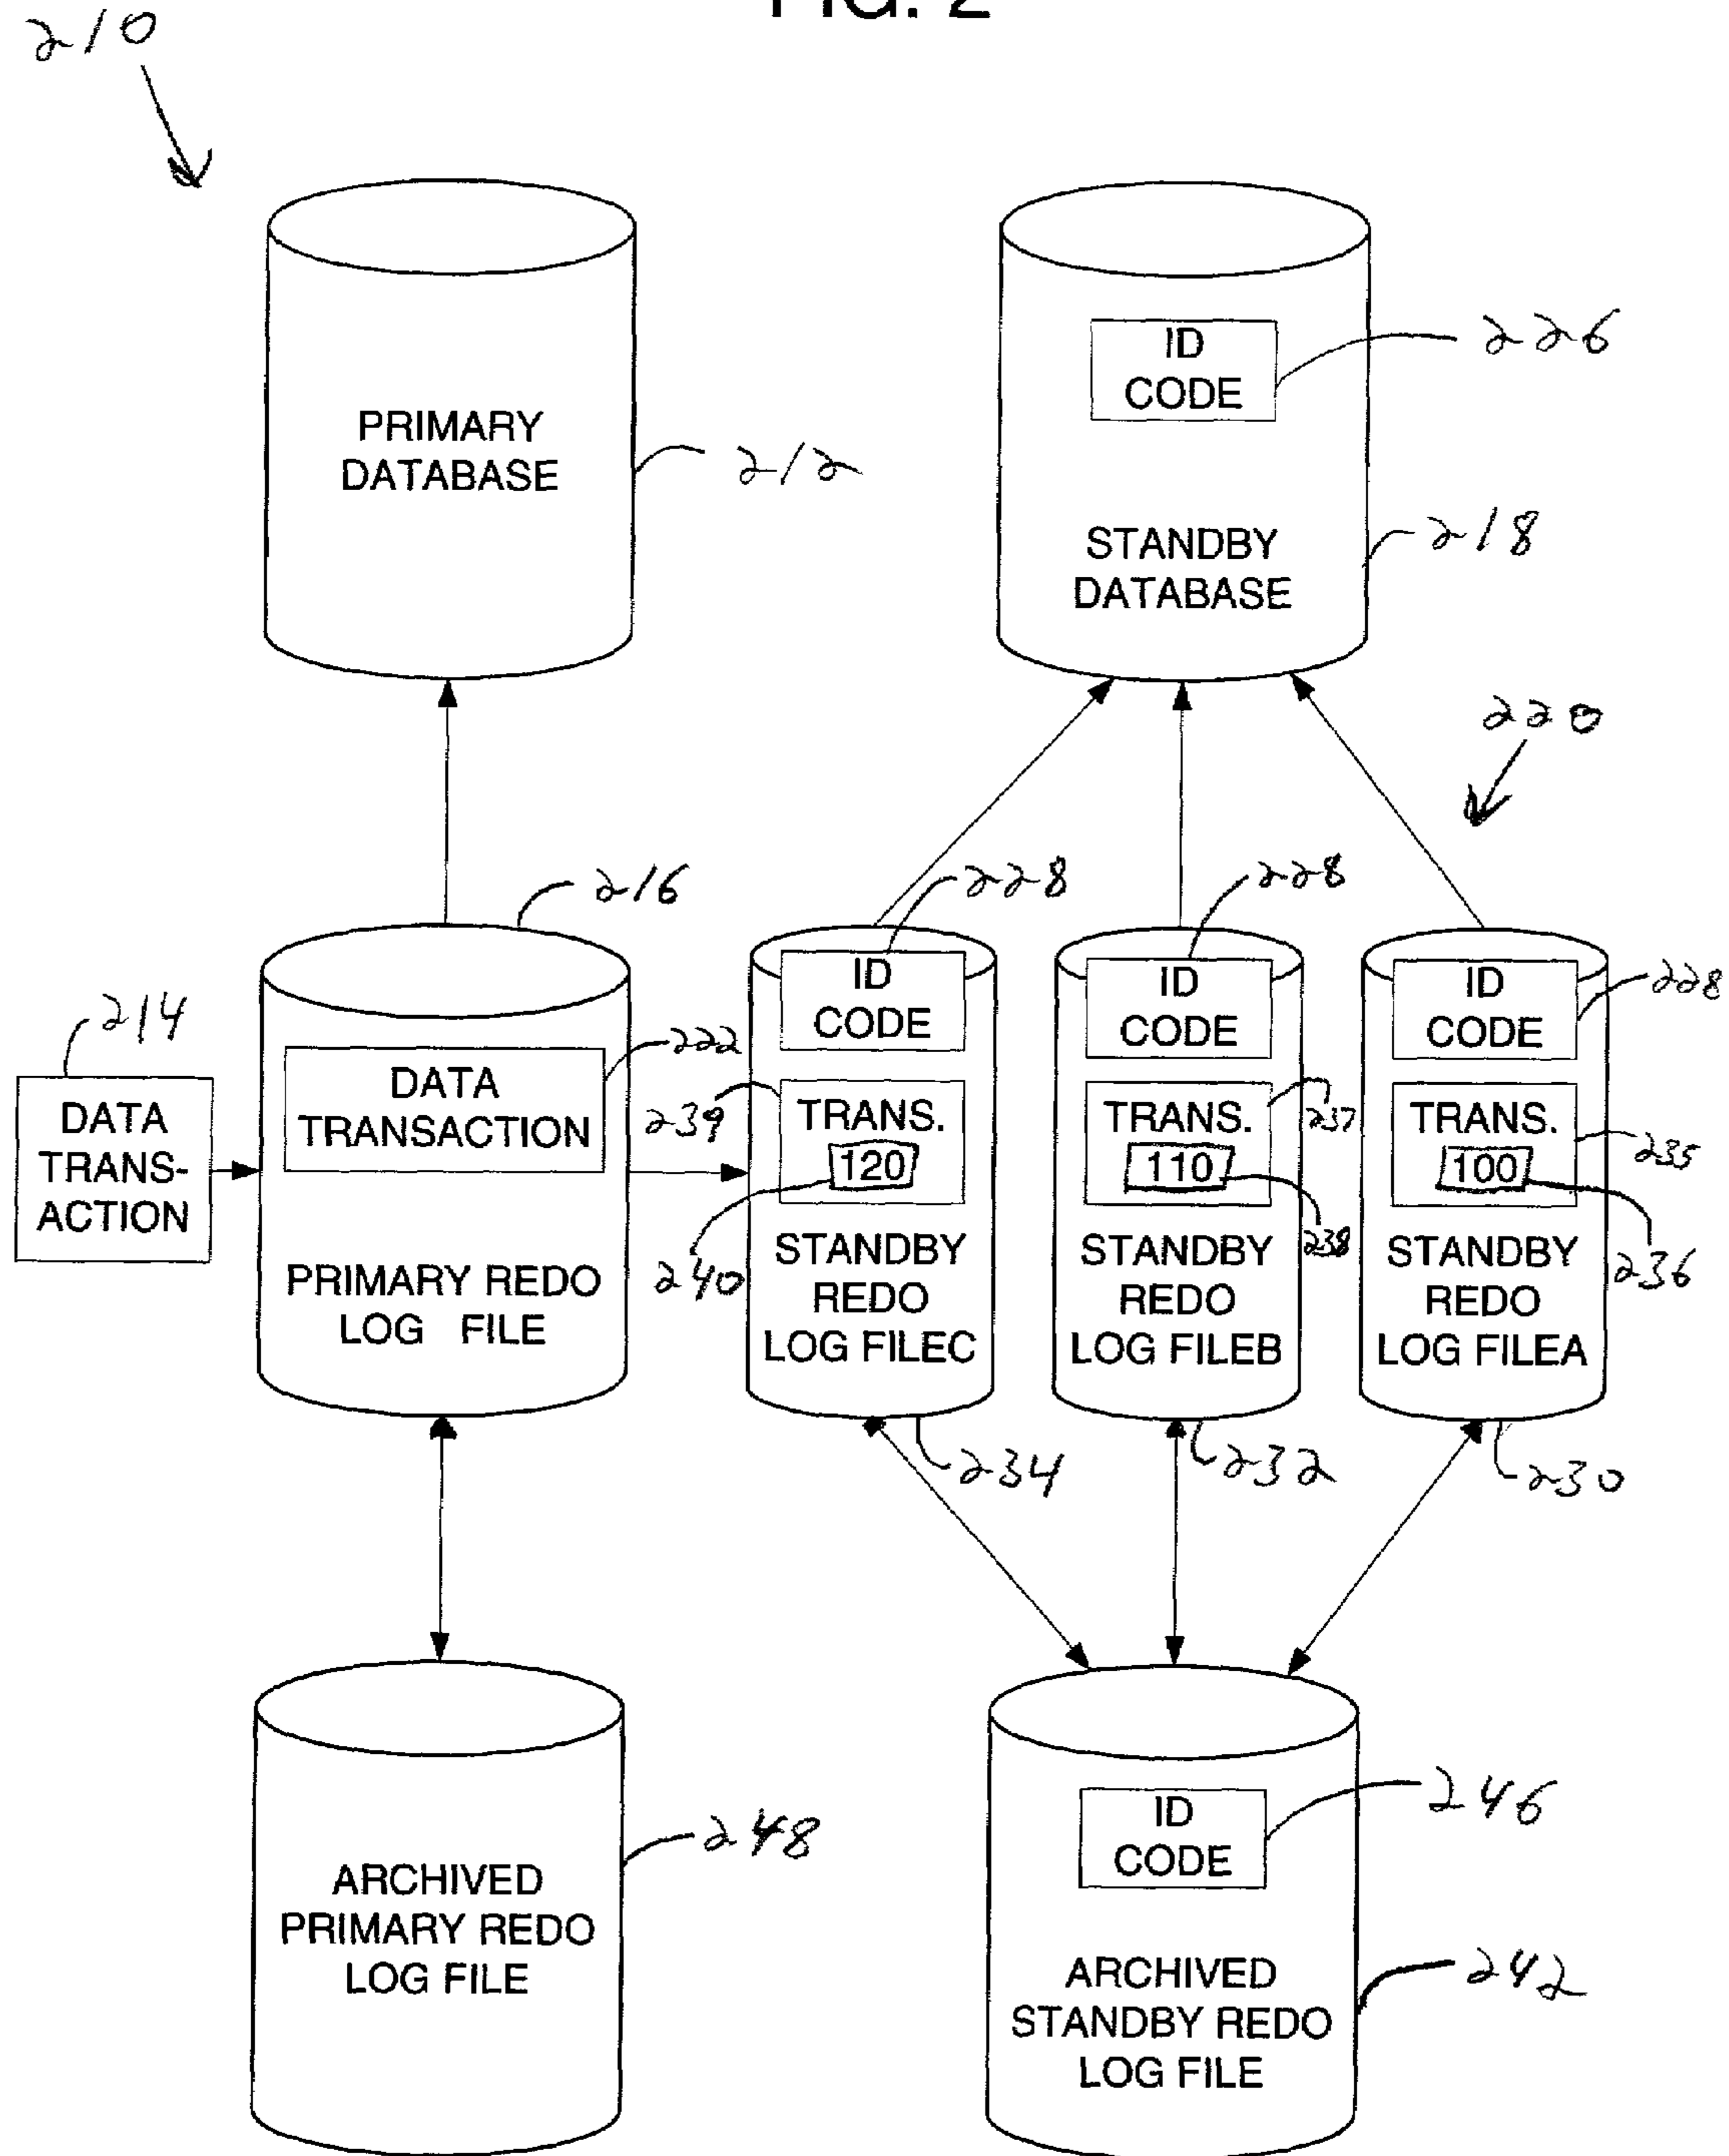 FIG. 2
210
PRIMARY
DATABASE
212
ID
CODE
226
STANDBY
DATABASE
218
220
216
228
228
ID
CODE
ID
CODE
ID
CODE
228
214
DATA
TRANS-
ACTION
DATA
TRANSACTION
222
PRIMARY REDO
LOG FILE
239
TRANS.
120
240
STANDBY
REDO
LOG FILEC
TRANS.
110
237
238
STANDBY
REDO
LOG FILEB
TRANS.
100
235
236
STANDBY
REDO
LOG FILEA
234
232
230
ARCHIVED
PRIMARY REDO
LOG FILE
248
ID
CODE
246
ARCHIVED
STANDBY REDO
LOG FILE
242